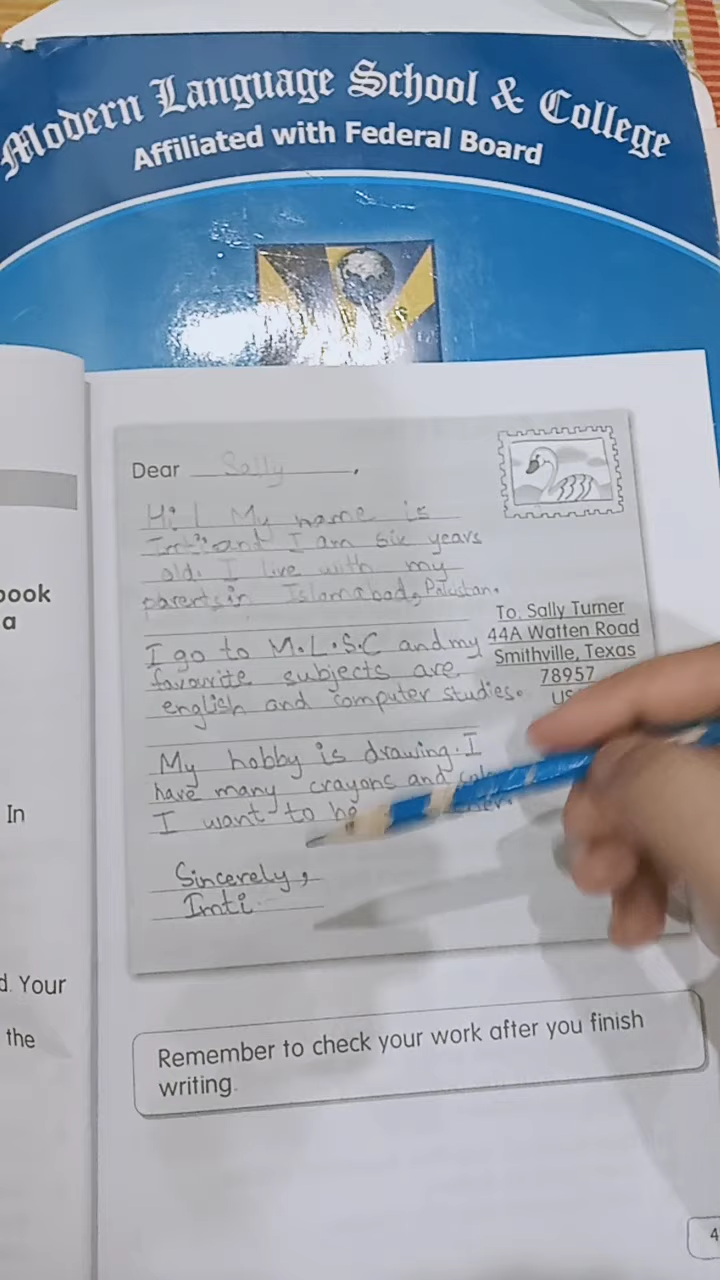 Modern Language School & College
Affiliated with Federal Board
Dear Sally,
Hi! My name is
Imti and I am six years
old. I live with my
parents in Islamabad, Pakistan.
I go to M.L.S.C and my
favourite subjects are
english and computer studies.
My hobby is drawing. I
have many crayons and
I want to
Sincerely,
Imti
To, Sally Turner
44A Watten Road
Smithville, Texas
78957
US
book
a
In
d. Your
the
Remember to check your work after you finish
writing.
4